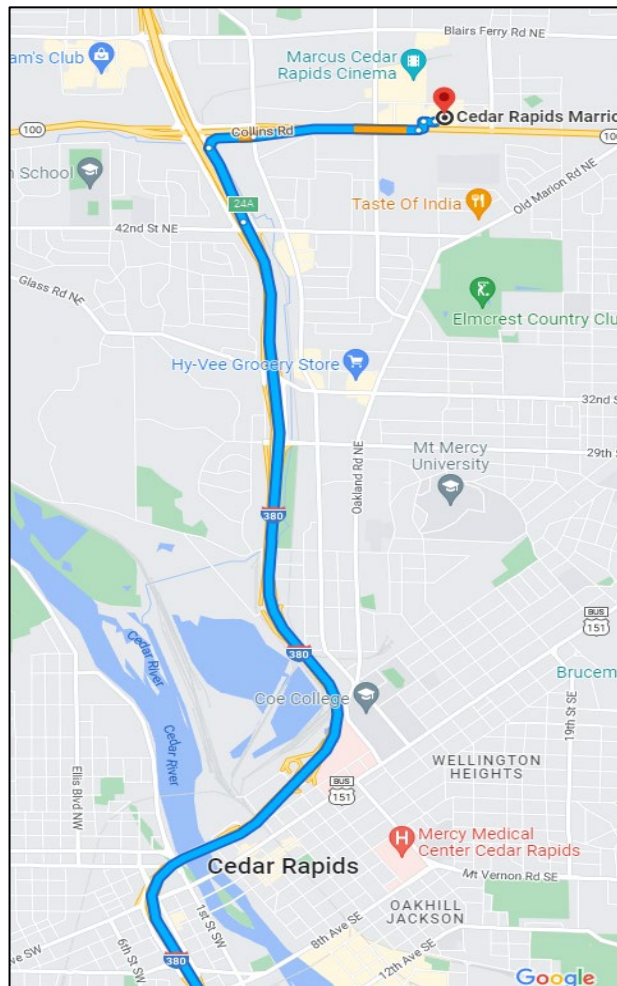 Blairs Ferry Rd NE
am's Club
Marcus Cedar
Rapids Cinema
100
Collins Rd
Cedar Rapids Marrio
100
School
24A
Taste Of India
Old Marion Rd NE
42nd St NE
Glass Rd NE
Elmcrest Country Clu
Hy-Vee Grocery Store
32nd S
29th S
Mt Mercy
University
Oakland Rd NE
380
BUS
151
380
Cedar River
Coe College
Brucem
19th St SE
Cedar River
WELLINGTON
HEIGHTS
BUS
151
Ellis Blvd NW
Mercy Medical
Center Cedar Rapids
Cedar Rapids
Mt Vernon Rd SE
OAKHILL
JACKSON
1st St SW
8th Ave SE
6th St SW
ve SW
12th Ave SE
380
Google